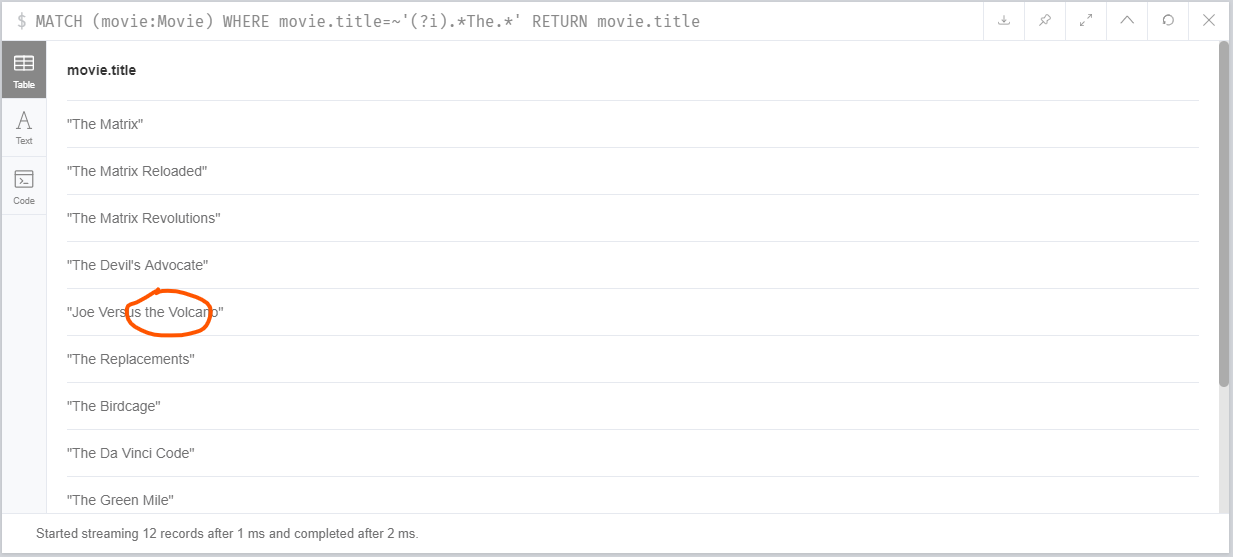 $ MATCH (movie:Movie) WHERE movie.title=~'(?i).*The.*' RETURN movie.title
Table
Text
Code
movie.title
"The Matrix"
"The Matrix Reloaded"
"The Matrix Revolutions"
"The Devil's Advocate"
"Joe Versus the Volcano"
"The Replacements"
"The Birdcage"
"The Da Vinci Code"
"The Green Mile"
Started streaming 12 records after 1 ms and completed after 2 ms.